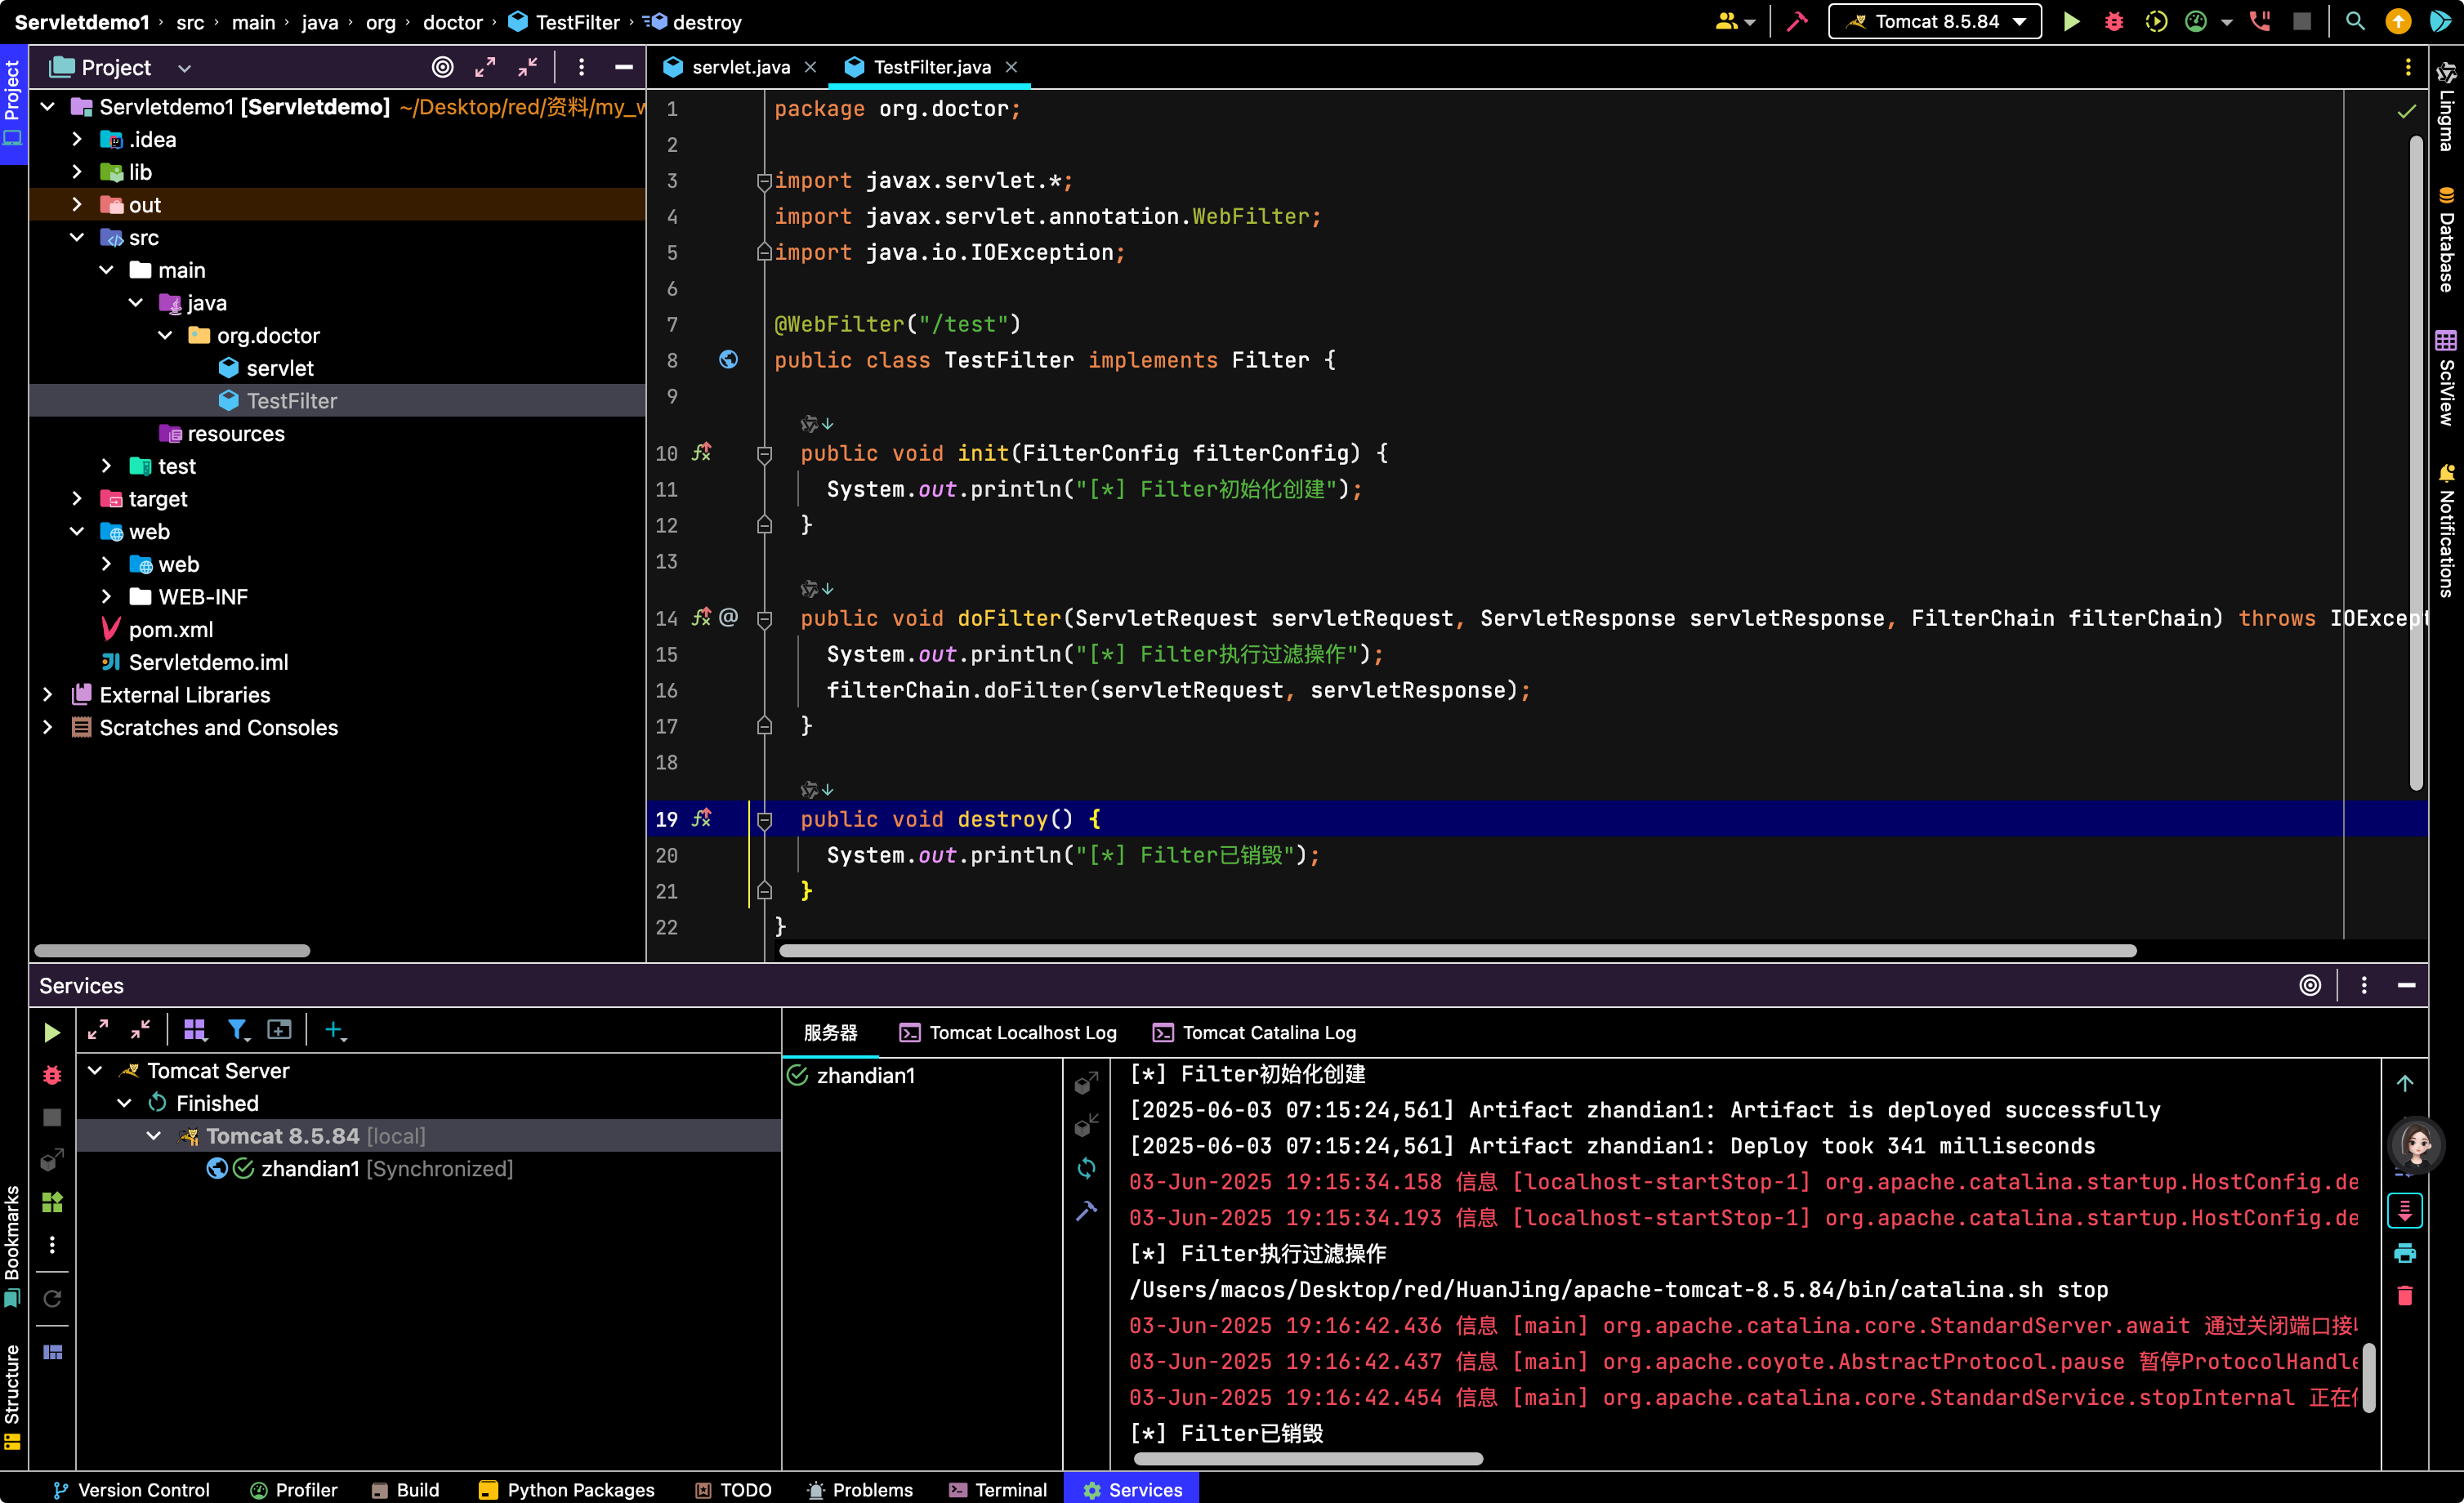 Servletdemo1 › src › main › java › org › doctor › TestFilter › destroy
Tomcat 8.5.84
Project
servlet.java
TestFilter.java
Project
Servletdemo1 [Servletdemo] ~/Desktop/red/资料/my_w
.idea
lib
out
src
main
java
org.doctor
servlet
TestFilter
resources
test
target
web
web
WEB-INF
pom.xml
Servletdemo.iml
External Libraries
Scratches and Consoles
1 package org.doctor;
2
3 import javax.servlet.*;
4 import javax.servlet.annotation.WebFilter;
5 import java.io.IOException;
6
7 @WebFilter("/test")
8 public class TestFilter implements Filter {
9
10 public void init(FilterConfig filterConfig) {
11 System.out.println("[*] Filter初始化创建");
12 }
13
14 public void doFilter(ServletRequest servletRequest, ServletResponse servletResponse, FilterChain filterChain) throws IOExcept
15 System.out.println("[*] Filter执行过滤操作");
16 filterChain.doFilter(servletRequest, servletResponse);
17 }
18
19 public void destroy() {
20 System.out.println("[*] Filter已销毁");
21 }
22 }
Lingma
Database
SciView
Notifications
Services
Tomcat Server
Finished
Tomcat 8.5.84 [local]
zhandian1 [Synchronized]
服务器
Tomcat Localhost Log
Tomcat Catalina Log
zhandian1
[*] Filter初始化创建
[2025-06-03 07:15:24,561] Artifact zhandian1: Artifact is deployed successfully
[2025-06-03 07:15:24,561] Artifact zhandian1: Deploy took 341 milliseconds
03-Jun-2025 19:15:34.158 信息 [localhost-startStop-1] org.apache.catalina.startup.HostConfig.de
03-Jun-2025 19:15:34.193 信息 [localhost-startStop-1] org.apache.catalina.startup.HostConfig.de
[*] Filter执行过滤操作
/Users/macos/Desktop/red/HuanJing/apache-tomcat-8.5.84/bin/catalina.sh stop
03-Jun-2025 19:16:42.436 信息 [main] org.apache.catalina.core.StandardServer.await 通过关闭端口接
03-Jun-2025 19:16:42.437 信息 [main] org.apache.coyote.AbstractProtocol.pause 暂停ProtocolHandle
03-Jun-2025 19:16:42.454 信息 [main] org.apache.catalina.core.StandardService.stopInternal 正在
[*] Filter已销毁
Bookmarks
Structure
Version Control
Profiler
Build
Python Packages
TODO
Problems
Terminal
Services